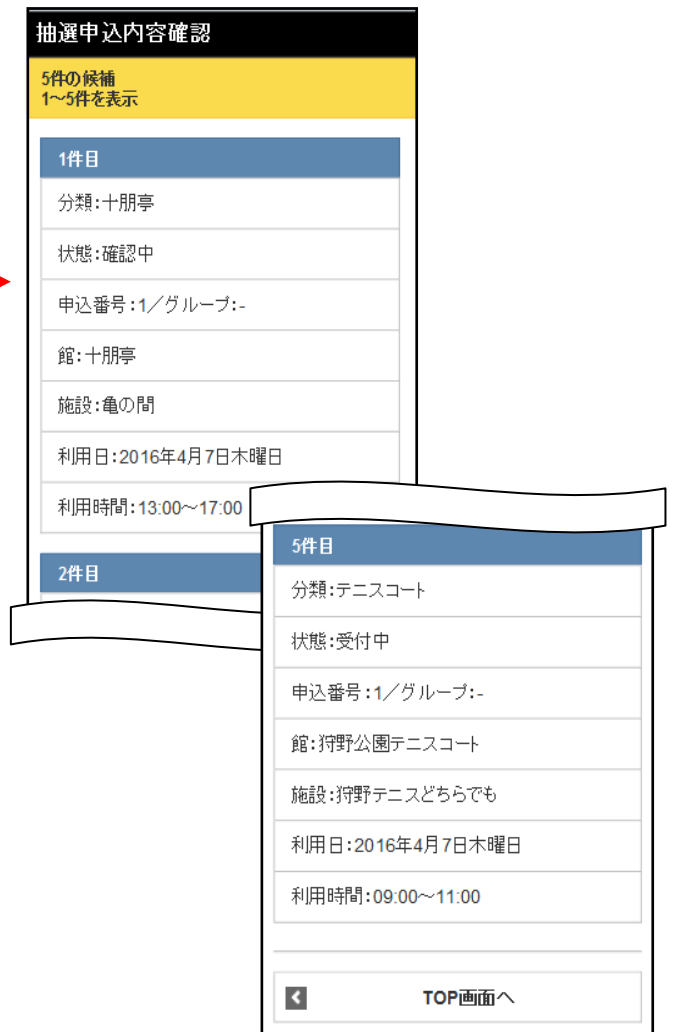 抽選申込内容確認
5件の候補
1～5件を表示
1件目
分類:十朋亭
状態:確認中
申込番号:1／グループ:-
館:十朋亭
施設:亀の間
利用日:2016年4月7日木曜日
利用時間:13:00～17:00
2件目
5件目
分類:テニスコート
状態:受付中
申込番号:1／グループ:-
館:狩野公園テニスコート
施設:狩野テニスどちらでも
利用日:2016年4月7日木曜日
利用時間:09:00～11:00
TOP画面へ